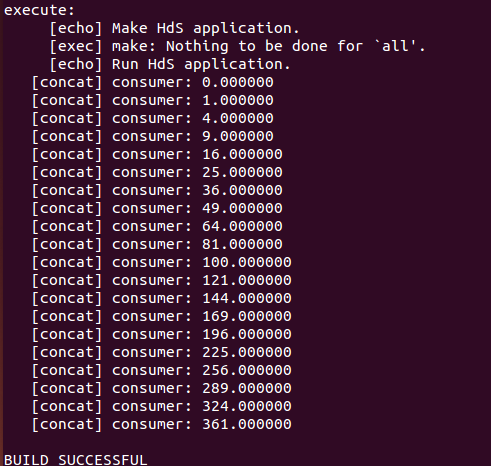 execute:
[echo] Make HdS application.
[exec] make: Nothing to be done for `all'.
[echo] Run HdS application.
[concat] consumer: 0.000000
[concat] consumer: 1.000000
[concat] consumer: 4.000000
[concat] consumer: 9.000000
[concat] consumer: 16.000000
[concat] consumer: 25.000000
[concat] consumer: 36.000000
[concat] consumer: 49.000000
[concat] consumer: 64.000000
[concat] consumer: 81.000000
[concat] consumer: 100.000000
[concat] consumer: 121.000000
[concat] consumer: 144.000000
[concat] consumer: 169.000000
[concat] consumer: 196.000000
[concat] consumer: 225.000000
[concat] consumer: 256.000000
[concat] consumer: 289.000000
[concat] consumer: 324.000000
[concat] consumer: 361.000000
BUILD SUCCESSFUL